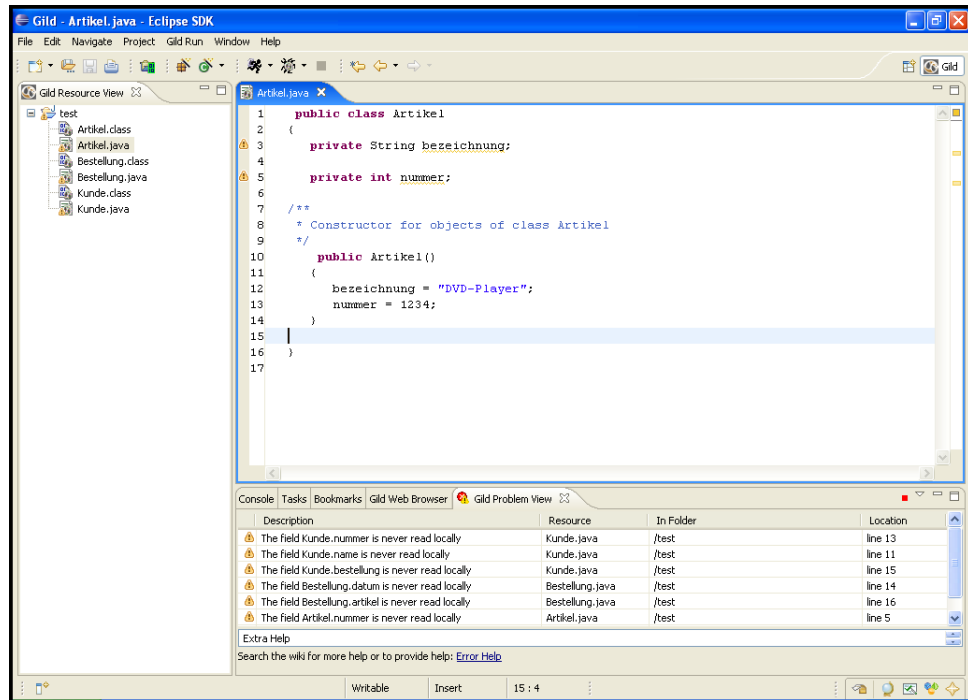 Gild - Artikel.java - Eclipse SDK
File Edit Navigate Project Gild Run Window Help
Gild
Gild Resource View
test
Artikel.class
Artikel.java
Bestellung.class
Bestellung.java
Kunde.class
Kunde.java
Artikel.java
1 public class Artikel
2 {
3 private String bezeichnung;
4
5 private int nummer;
6
7 /**
8 * Constructor for objects of class Artikel
9 */
10 public Artikel()
11 {
12 bezeichnung = "DVD-Player";
13 nummer = 1234;
14 }
15
16 }
17
Console Tasks Bookmarks Gild Web Browser Gild Problem View
Description Resource In Folder Location
The field Kunde.nummer is never read locally Kunde.java /test line 13
The field Kunde.name is never read locally Kunde.java /test line 11
The field Kunde.bestellung is never read locally Kunde.java /test line 15
The field Bestellung.datum is never read locally Bestellung.java /test line 14
The field Bestellung.artikel is never read locally Bestellung.java /test line 16
The field Artikel.nummer is never read locally Artikel.java /test line 5
Extra Help
Search the wiki for more help or to provide help: Error Help
Writable Insert 15 : 4